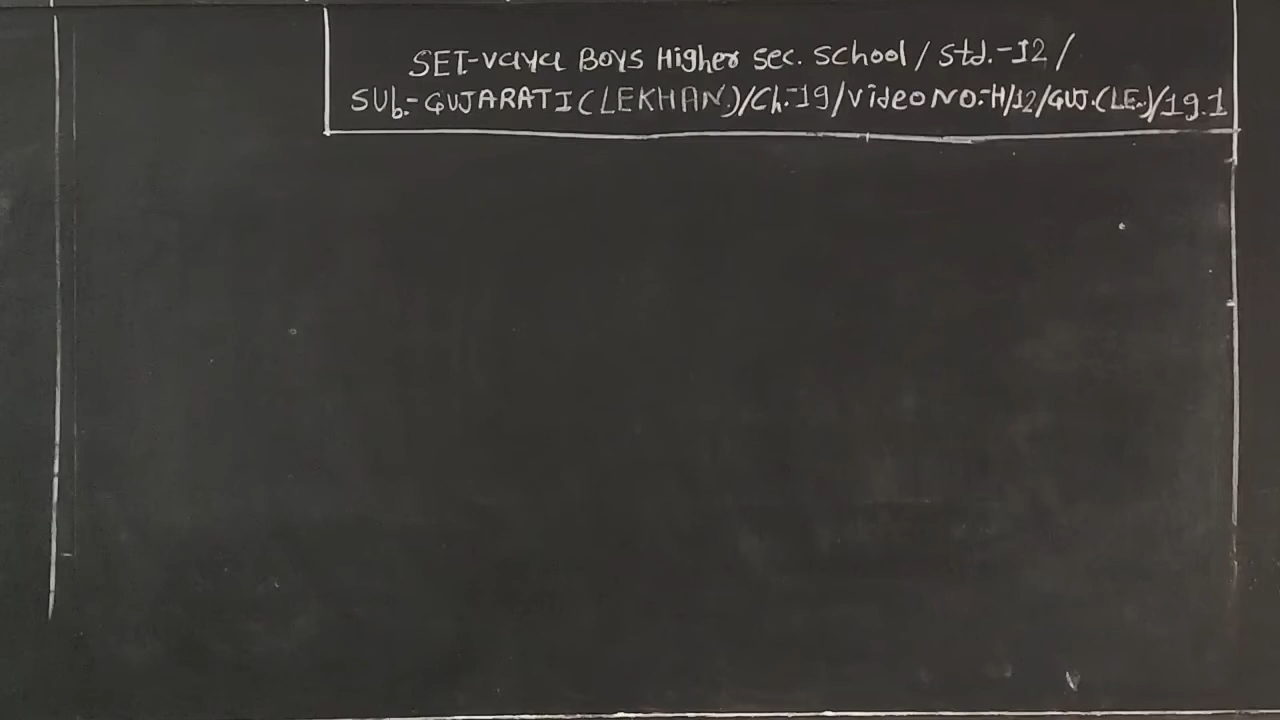 SET-Vaya BOYS Higher Sec. School / Std.-12 /
SUb.- GUJARATI (LEKHAN.)/Ch.-19/Video NO.-H/12/GUJ.(LE.)/19.1